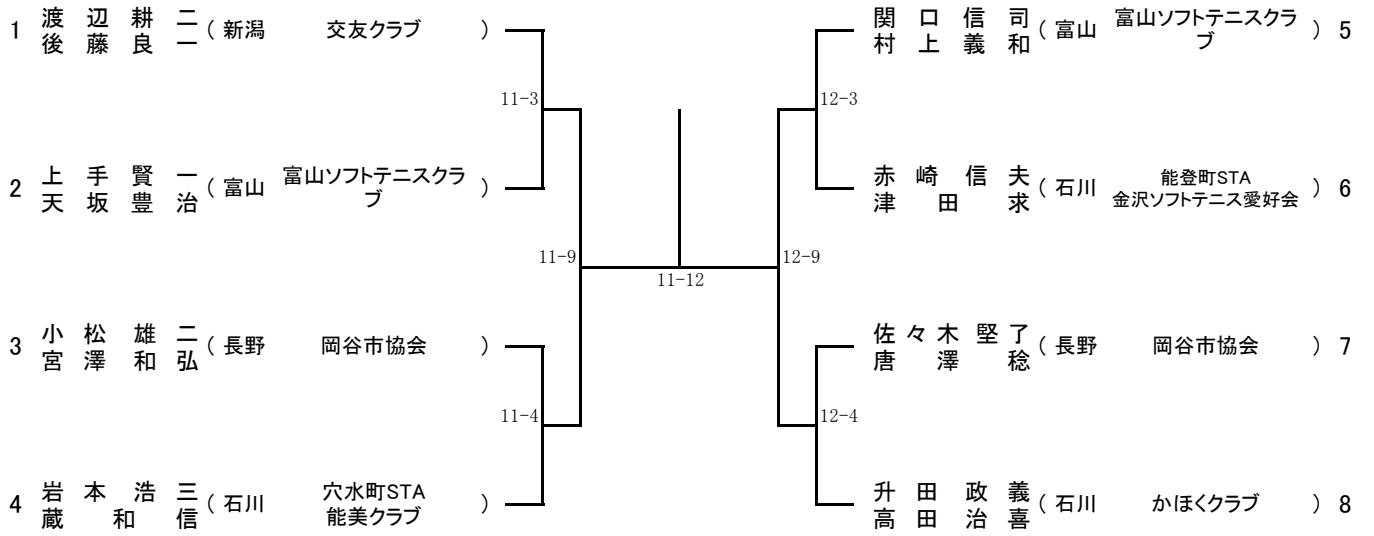 1 渡辺耕二 ( 新潟 交友クラブ )
後藤良一
11-3
2 上手賢一 ( 富山 富山ソフトテニスクラ
ブ )
天坂豊治
11-9
3 小松雄二 ( 長野 岡谷市協会 )
宮澤和弘
11-4
4 岩本浩三 ( 石川 穴水町STA
能美クラブ )
蔵和信
11-12
関口信司 ( 富山 富山ソフトテニスクラ
ブ ) 5
村上義和
12-3
赤崎信夫 ( 石川 能登町STA
金沢ソフトテニス愛好会 ) 6
津田求
12-9
佐々木堅了 ( 長野 岡谷市協会 ) 7
唐澤稔
12-4
升田政義 ( 石川 かほくクラブ ) 8
高田治喜